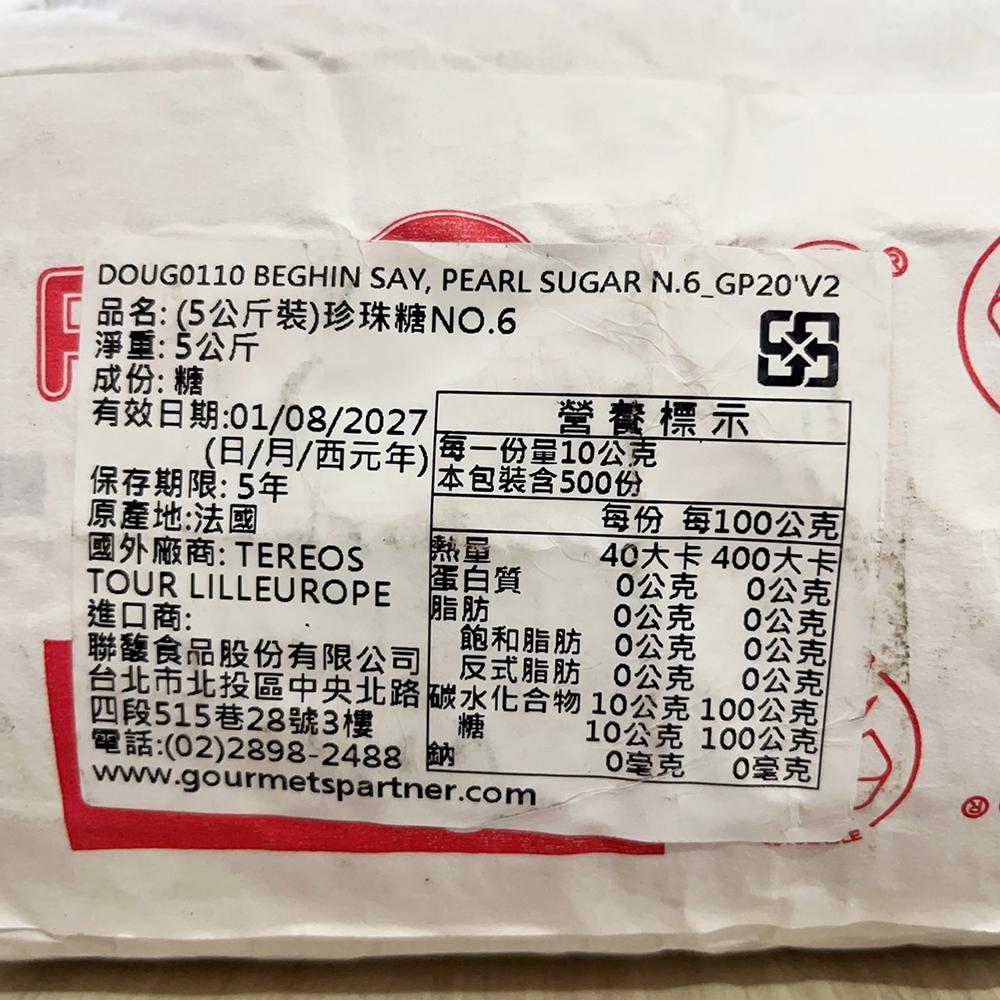 DOUG0110 BEGHIN SAY, PEARL SUGAR N.6_GP20'V2
品名: (5公斤裝)珍珠糖NO.6
淨重: 5公斤
成份: 糖
有效日期:01/08/2027
(日/月/西元年)
保存期限: 5年
原產地:法國
國外廠商: TEREOS
TOUR LILLEUROPE
進口商:
聯馥食品股份有限公司
台北市北投區中央北路
四段515巷28號3樓
電話:(02)2898-2488
www.gourmetspartner.com
營養標示
每一份量10公克
本包裝含500份
每份 每100公克
熱量 40大卡 400大卡
蛋白質 0公克 0公克
脂肪 0公克 0公克
飽和脂肪 0公克 0公克
反式脂肪 0公克 0公克
碳水化合物 10公克 100公克
糖 10公克 100公克
鈉 0毫克 0毫克
®
®